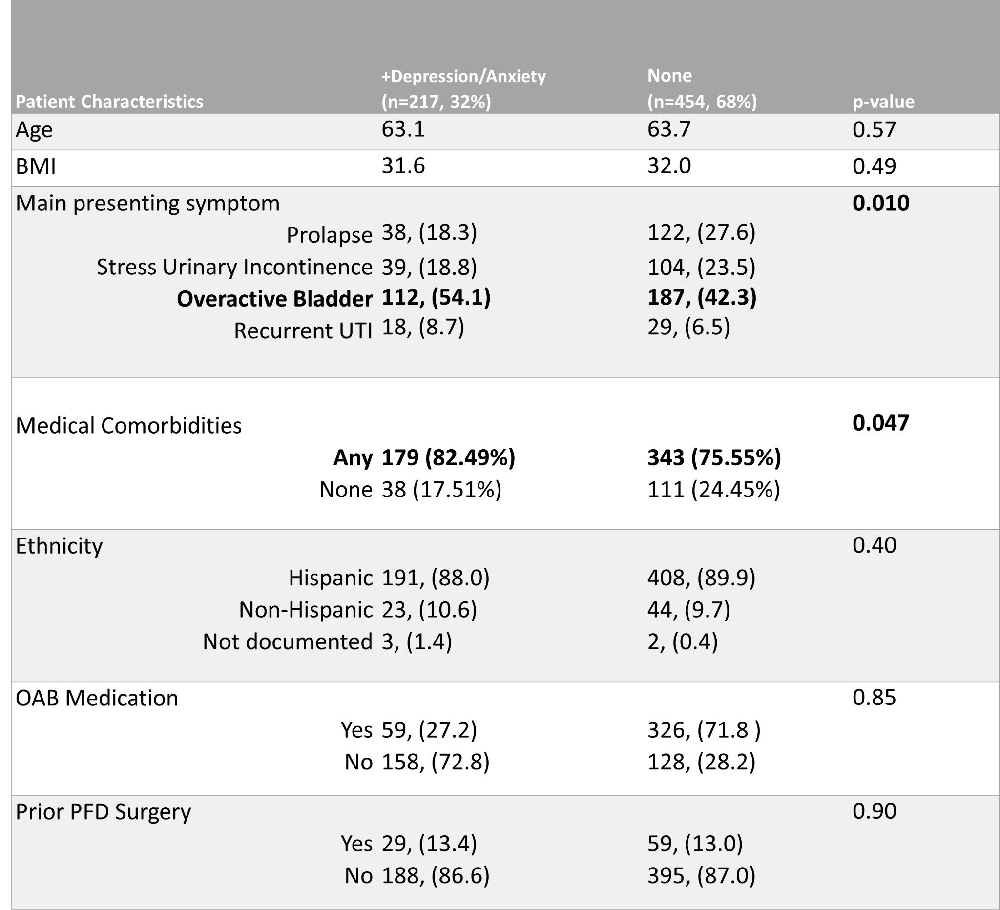 +Depression/Anxiety None
Patient Characteristics (n=217, 32%) (n=454, 68%) p-value
Age 63.1 63.7 0.57
BMI 31.6 32.0 0.49
Main presenting symptom 0.010
Prolapse 38, (18.3) 122, (27.6)
Stress Urinary Incontinence 39, (18.8) 104, (23.5)
Overactive Bladder 112, (54.1) 187, (42.3)
Recurrent UTI 18, (8.7) 29, (6.5)
Medical Comorbidities 0.047
Any 179 (82.49%) 343 (75.55%)
None 38 (17.51%) 111 (24.45%)
Ethnicity 0.40
Hispanic 191, (88.0) 408, (89.9)
Non-Hispanic 23, (10.6) 44, (9.7)
Not documented 3, (1.4) 2, (0.4)
OAB Medication 0.85
Yes 59, (27.2) 326, (71.8 )
No 158, (72.8) 128, (28.2)
Prior PFD Surgery 0.90
Yes 29, (13.4) 59, (13.0)
No 188, (86.6) 395, (87.0)